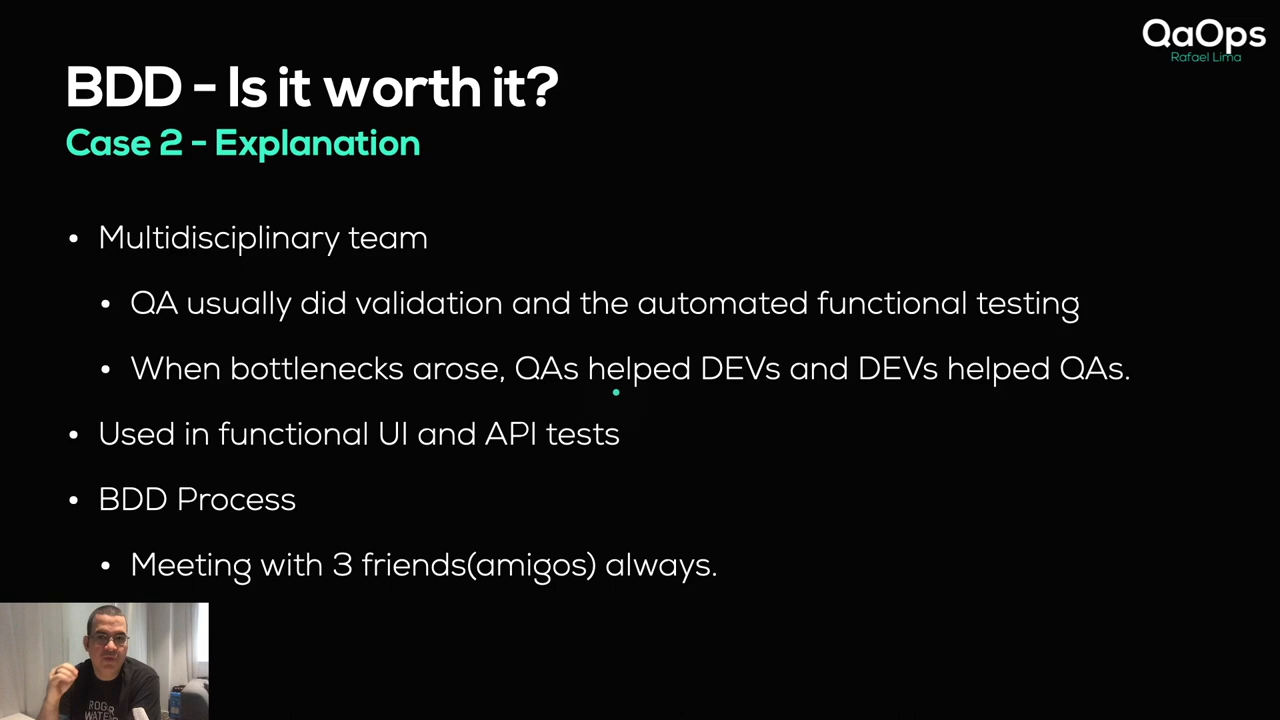 QaOps
Rafael Lima
BDD - Is it worth it?
Case 2 - Explanation
• Multidisciplinary team
• QA usually did validation and the automated functional testing
• When bottlenecks arose, QAs helped DEVs and DEVs helped QAs.
• Used in functional UI and API tests
• BDD Process
• Meeting with 3 friends(amigos) always.
ROGER
WATERS